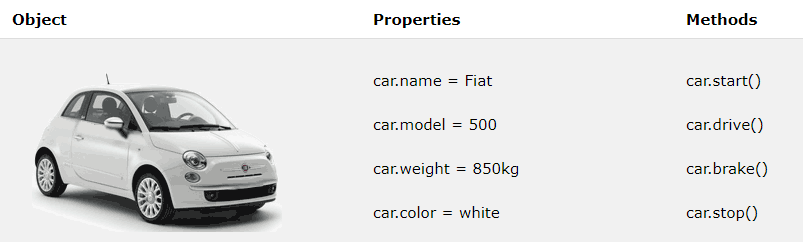 Object Properties Methods
car.name = Fiat car.start()
car.model = 500 car.drive()
car.weight = 850kg car.brake()
car.color = white car.stop()